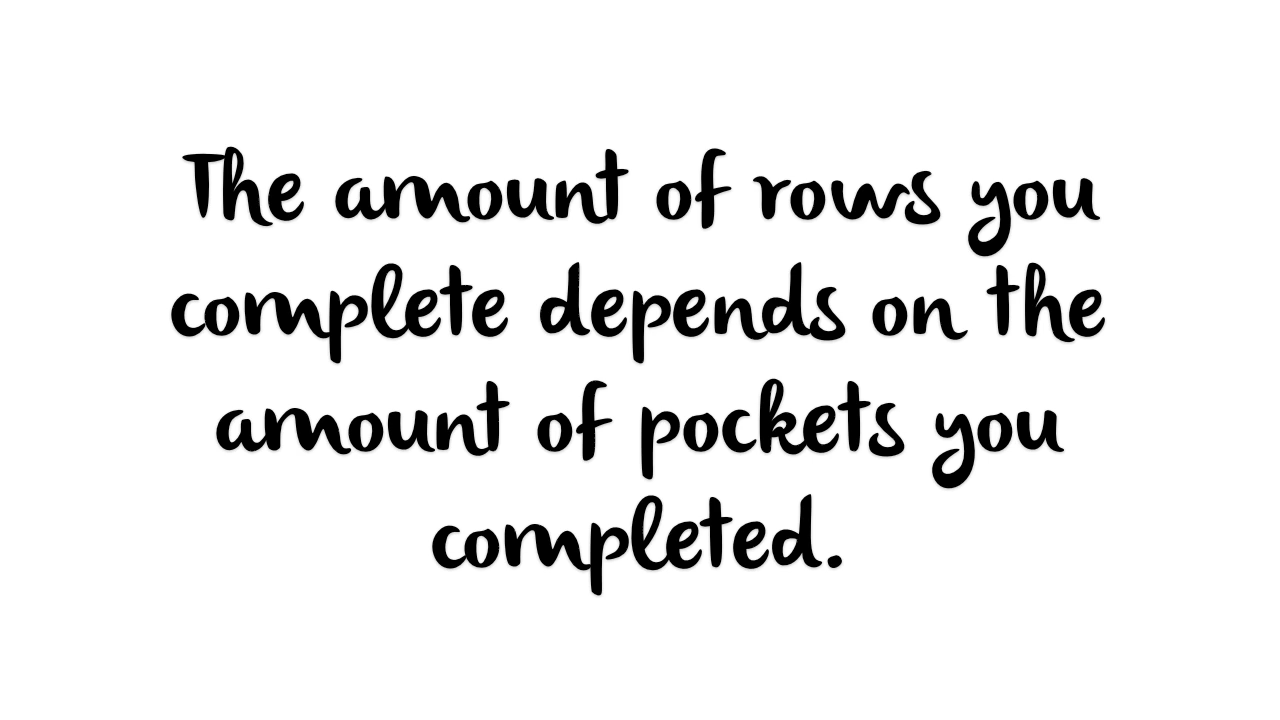 The amount of rows you
complete depends on the
amount of pockets you
completed.